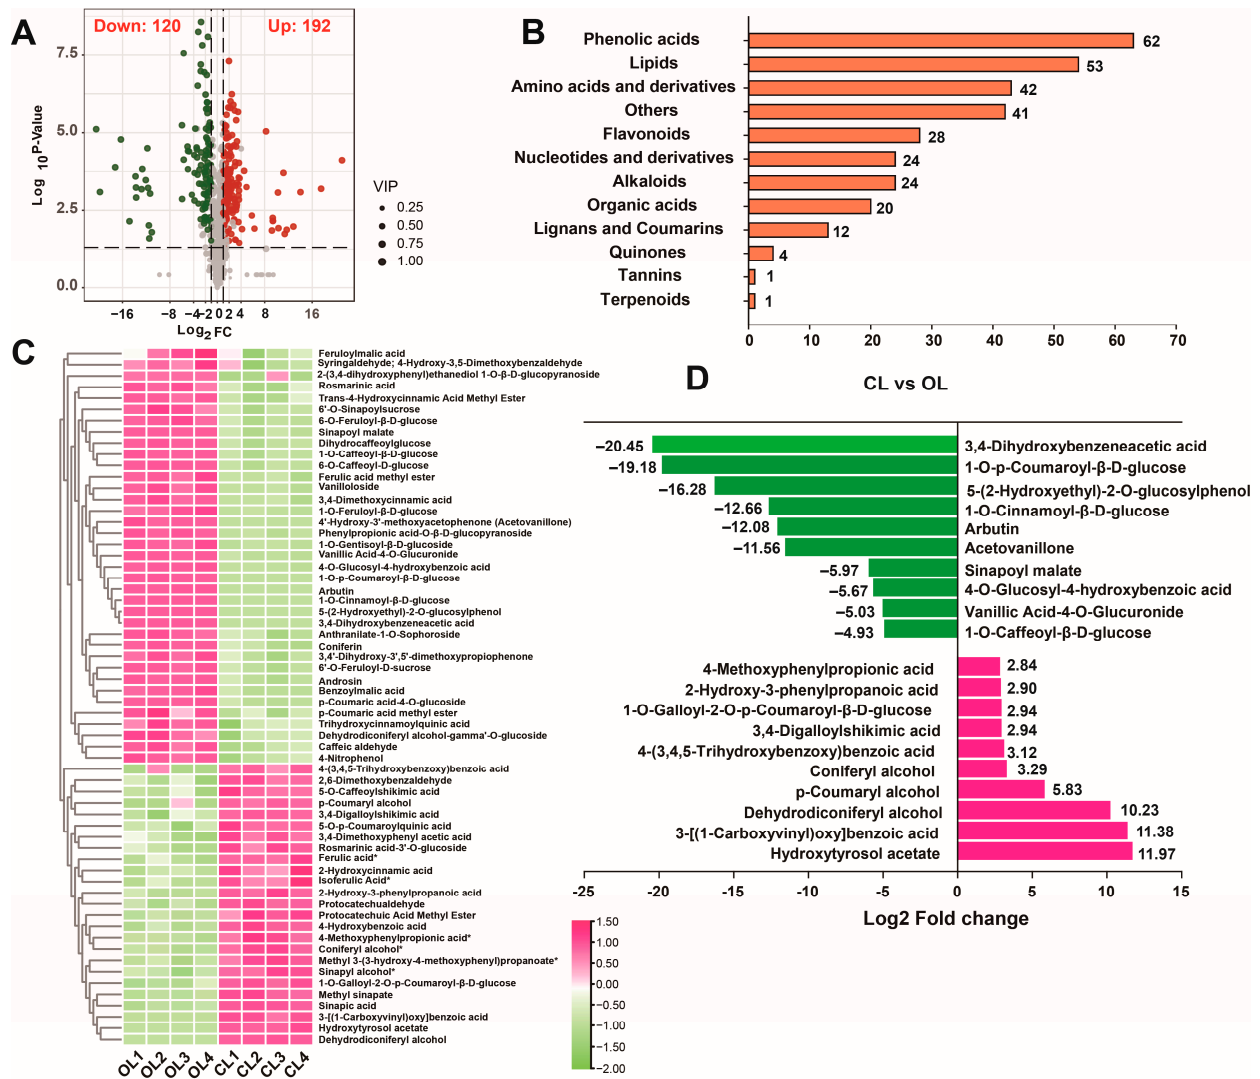 A
Down: 120
Up: 192
7.5
5.0
2.5
0.0
Log 10 P-Value
−16
−8
−4
−2
0
2
4
8
16
Log2 FC
VIP
0.25
0.50
0.75
1.00
B
Phenolic acids
62
Lipids
53
Amino acids and derivatives
42
Others
41
Flavonoids
28
Nucleotides and derivatives
24
Alkaloids
24
Organic acids
20
Lignans and Coumarins
12
Quinones
4
Tannins
1
Terpenoids
1
0
10
20
30
40
50
60
70
C
Feruloylmalic acid
Syringaldehyde; 4-Hydroxy-3,5-Dimethoxybenzaldehyde
2-(3,4-dihydroxyphenyl)ethanediol 1-O-β-D-glucopyranoside
Rosmarinic acid
Trans-4-Hydroxycinnamic Acid Methyl Ester
6'-O-Sinapoylsucrose
6-O-Feruloyl-β-D-glucose
Sinapoyl malate
Dihydrocaffeoylglucose
1-O-Caffeoyl-β-D-glucose
6-O-Caffeoyl-D-glucose
Ferulic acid methyl ester
Vanilloloside
3,4-Dimethoxycinnamic acid
1-O-Feruloyl-β-D-glucose
4'-Hydroxy-3'-methoxyacetophenone (Acetovanillone)
Phenylpropionic acid-O-β-D-glucopyranoside
1-O-Gentisoyl-β-D-glucoside
Vanillic Acid-4-O-Glucuronide
4-O-Glucosyl-4-hydroxybenzoic acid
1-O-p-Coumaroyl-β-D-glucose
Arbutin
1-O-Cinnamoyl-β-D-glucose
5-(2-Hydroxyethyl)-2-O-glucosylphenol
3,4-Dihydroxybenzeneacetic acid
Anthranilate-1-O-Sophoroside
Coniferin
3,4'-Dihydroxy-3',5'-dimethoxypropiophenone
6'-O-Feruloyl-D-sucrose
Androsin
Benzoylmalic acid
p-Coumaric acid-4-O-glucoside
p-Coumaric acid methyl ester
Trihydroxycinnamoylquinic acid
Dehydrodiconiferyl alcohol-gamma'-O-glucoside
Caffeic aldehyde
4-Nitrophenol
4-(3,4,5-Trihydroxybenzoxy)benzoic acid
2,6-Dimethoxybenzaldehyde
5-O-Caffeoylshikimic acid
p-Coumaryl alcohol
3,4-Digalloylshikimic acid
5-O-p-Coumaroylquinic acid
3,4-Dimethoxyphenyl acetic acid
Rosmarinic acid-3'-O-glucoside
Ferulic acid*
2-Hydroxycinnamic acid
Isoferulic Acid*
2-Hydroxy-3-phenylpropanoic acid
Protocatechualdehyde
Protocatechuic Acid Methyl Ester
4-Hydroxybenzoic acid
4-Methoxyphenylpropionic acid*
Coniferyl alcohol*
Methyl 3-(3-hydroxy-4-methoxyphenyl)propanoate*
Sinapyl alcohol*
1-O-Galloyl-2-O-p-Coumaroyl-β-D-glucose
Methyl sinapate
Sinapic acid
3-[(1-Carboxyvinyl)oxy]benzoic acid
Hydroxytyrosol acetate
Dehydrodiconiferyl alcohol
OL1
OL2
OL3
OL4
CL1
CL2
CL3
CL4
1.50
1.00
0.50
0.00
−0.50
−1.00
−1.50
−2.00
D
CL vs OL
−20.45
3,4-Dihydroxybenzeneacetic acid
−19.18
1-O-p-Coumaroyl-β-D-glucose
−16.28
5-(2-Hydroxyethyl)-2-O-glucosylphenol
−12.66
1-O-Cinnamoyl-β-D-glucose
−12.08
Arbutin
−11.56
Acetovanillone
−5.97
Sinapoyl malate
−5.67
4-O-Glucosyl-4-hydroxybenzoic acid
−5.03
Vanillic Acid-4-O-Glucuronide
−4.93
1-O-Caffeoyl-β-D-glucose
4-Methoxyphenylpropionic acid
2.84
2-Hydroxy-3-phenylpropanoic acid
2.90
1-O-Galloyl-2-O-p-Coumaroyl-β-D-glucose
2.94
3,4-Digalloylshikimic acid
2.94
4-(3,4,5-Trihydroxybenzoxy)benzoic acid
3.12
Coniferyl alcohol
3.29
p-Coumaryl alcohol
5.83
Dehydrodiconiferyl alcohol
10.23
3-[(1-Carboxyvinyl)oxy]benzoic acid
11.38
Hydroxytyrosol acetate
11.97
-25
-20
-15
-10
-5
0
5
10
15
Log2 Fold change